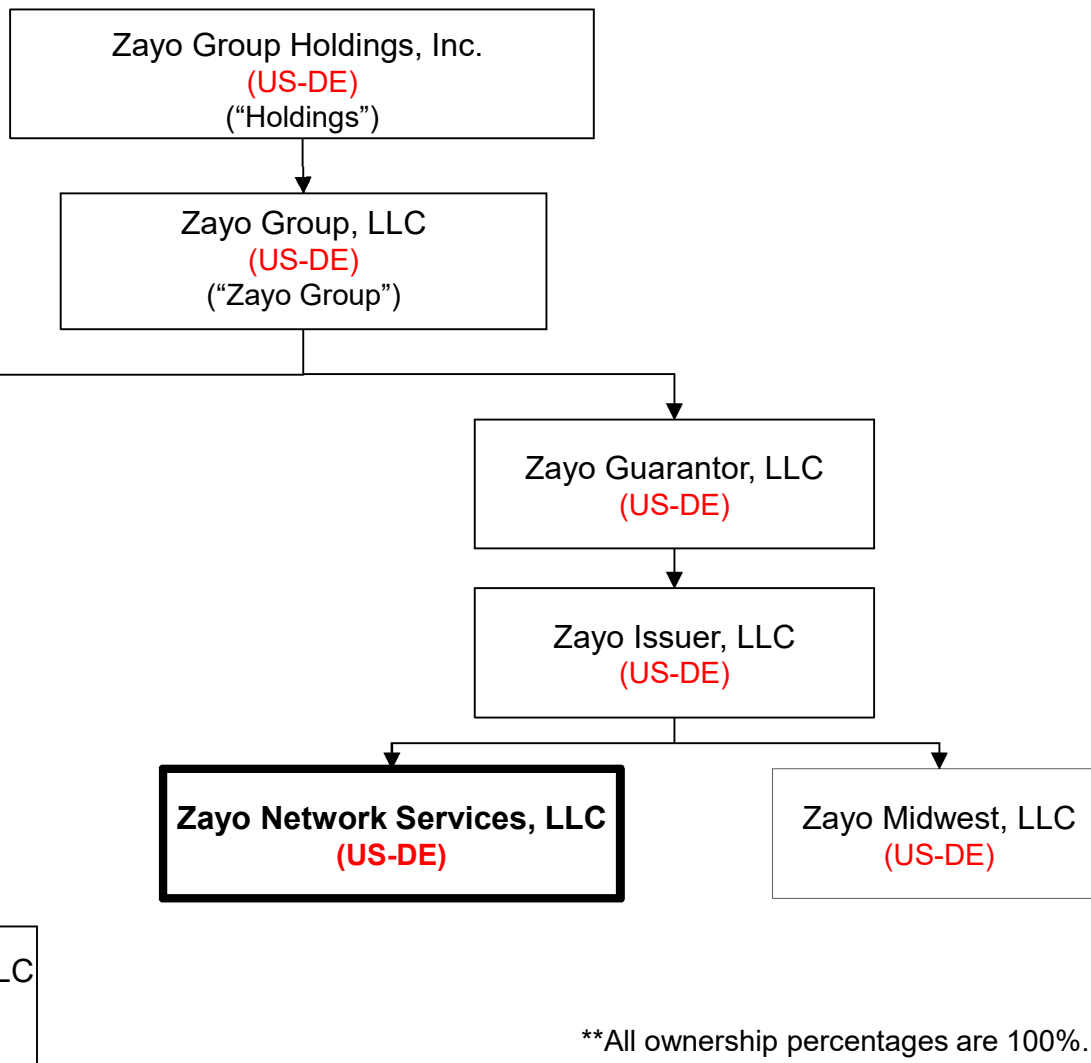 Zayo Group Holdings, Inc.
(US-DE)
(“Holdings”)
Zayo Group, LLC
(US-DE)
(“Zayo Group”)
Zayo Guarantor, LLC
(US-DE)
Zayo Issuer, LLC
(US-DE)
Zayo Network Services, LLC
(US-DE)
Zayo Midwest, LLC
(US-DE)
LC
**All ownership percentages are 100%.